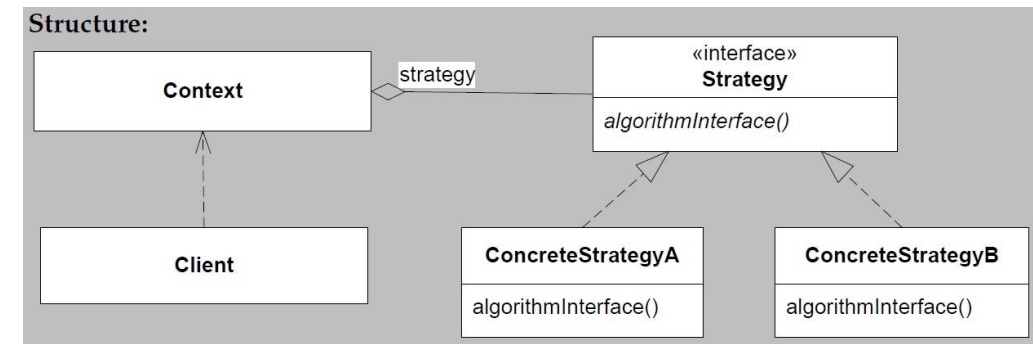 Structure:
Context
strategy
«interface»
Strategy
algorithmInterface()
Client
ConcreteStrategyA
algorithmInterface()
ConcreteStrategyB
algorithmInterface()